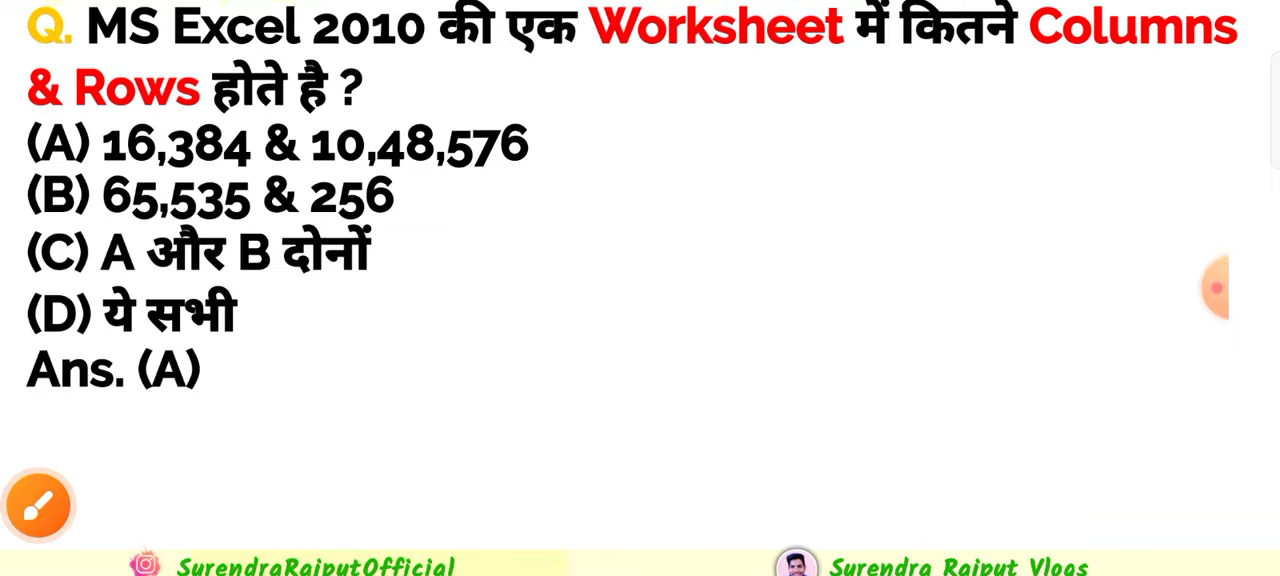 Q. MS Excel 2010 की एक Worksheet में कितने Columns
& Rows होते है ?
(A) 16,384 & 10,48,576
(B) 65,535 & 256
(C) A और B दोनों
(D) ये सभी
Ans. (A)
SurendraRajputOfficial
Surendra Rajput Vlogs